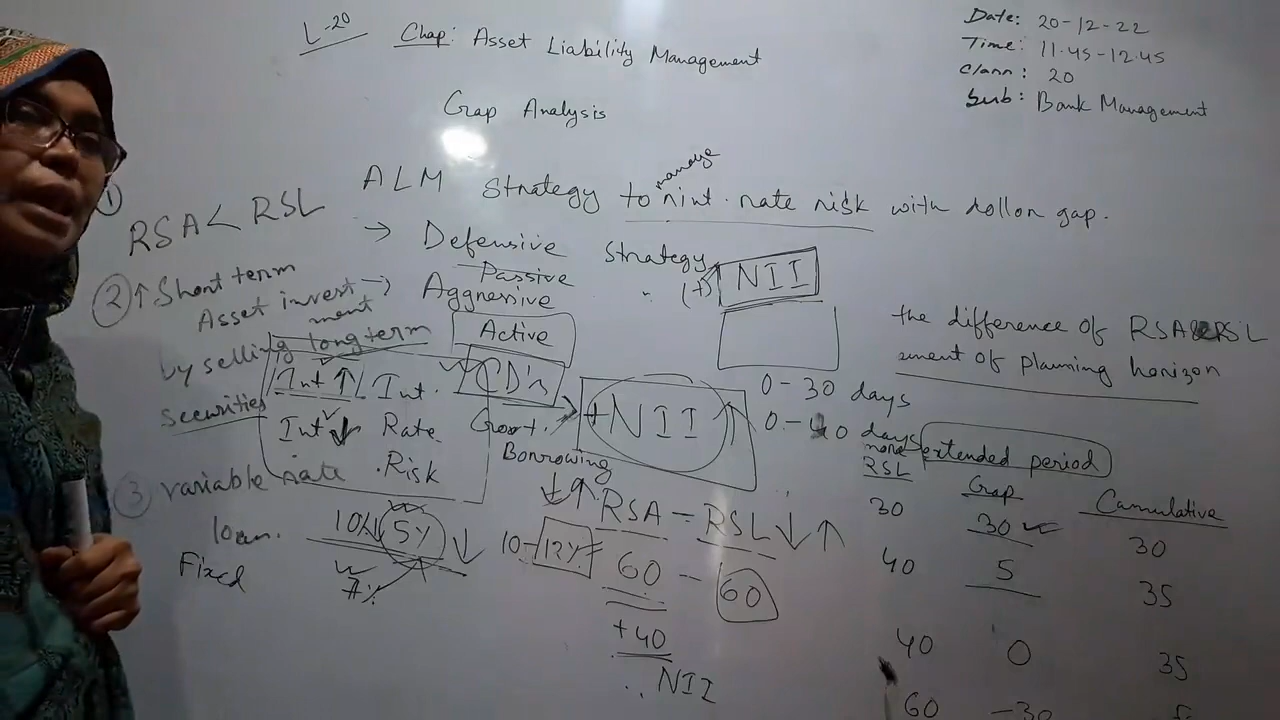 L-20
Chap: Asset Liability Management
Date: 20-12-22
Time: 11.45-12.45
Class: 20
Sub: Bank Management
Gap Analysis
ALM Strategy to manage int. rate risk with dollar gap.
→ Defensive Strategy
Passive
→ Aggressive " (+) NII
Active
① RSA < RSL
② ↑ Short term
Asset invest
ment
by selling long term
securities
③ variable rate
loan.
Fixed
Int ↑ Int.
Int ↓ Rate
Risk
CD's
Govt.
Borrowing
+NII ↑
the difference of RSA & RSL
ument of planning horizon
0-30 days
0-40 days
extended period
10% 5Y ↓
7%
↓↑ RSA - RSL ↓ ↑
10-12%
60 - 60
+40
∴ NII
more
RSL Gap Cumulative
30 30 30
40 5 35
40 0 35
60 -30 5